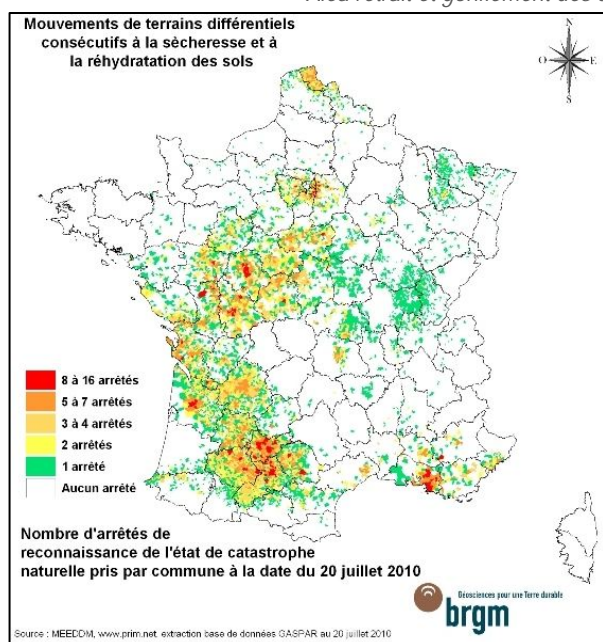 Mouvements de terrains différentiels
consécutifs à la sècheresse et à
la réhydratation des sols
N
O
E
S
8 à 16 arrêtés
5 à 7 arrêtés
3 à 4 arrêtés
2 arrêtés
1 arrêté
Aucun arrêté
Nombre d'arrêtés de
reconnaissance de l'état de catastrophe
naturelle pris par commune à la date du 20 juillet 2010
Géosciences pour une Terre durable
brgm
Source : MEEDDM, www.prim.net, extraction base de données GASPAR au 20 juillet 2010